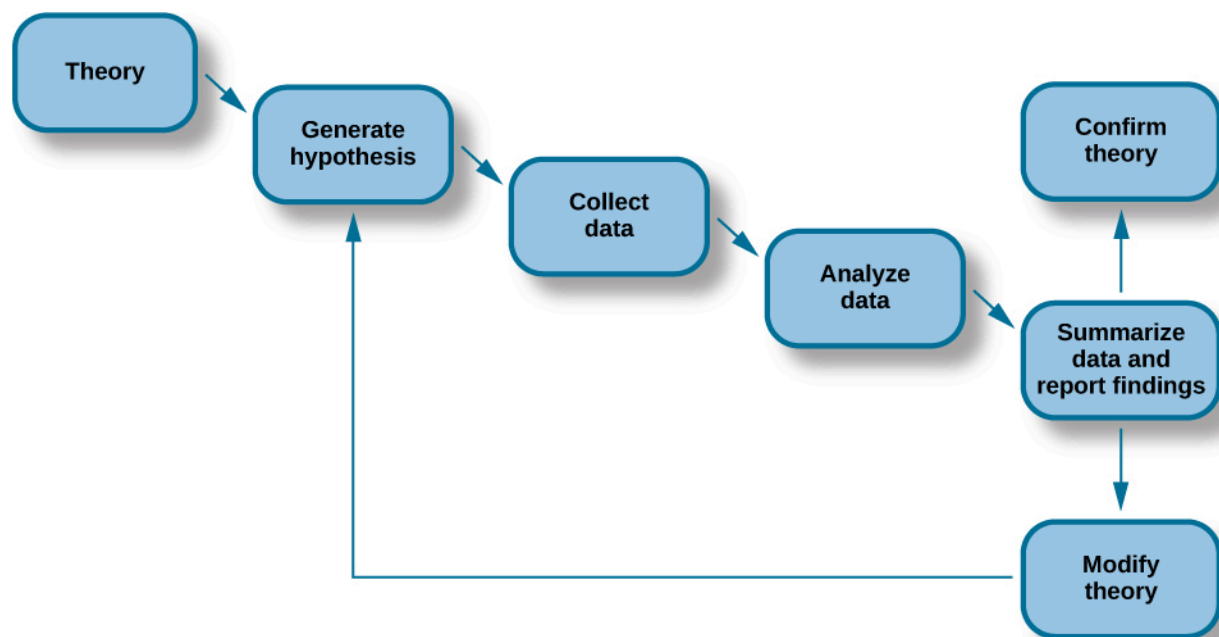 Theory
Generate
hypothesis
Collect
data
Analyze
data
Summarize
data and
report findings
Confirm
theory
Modify
theory